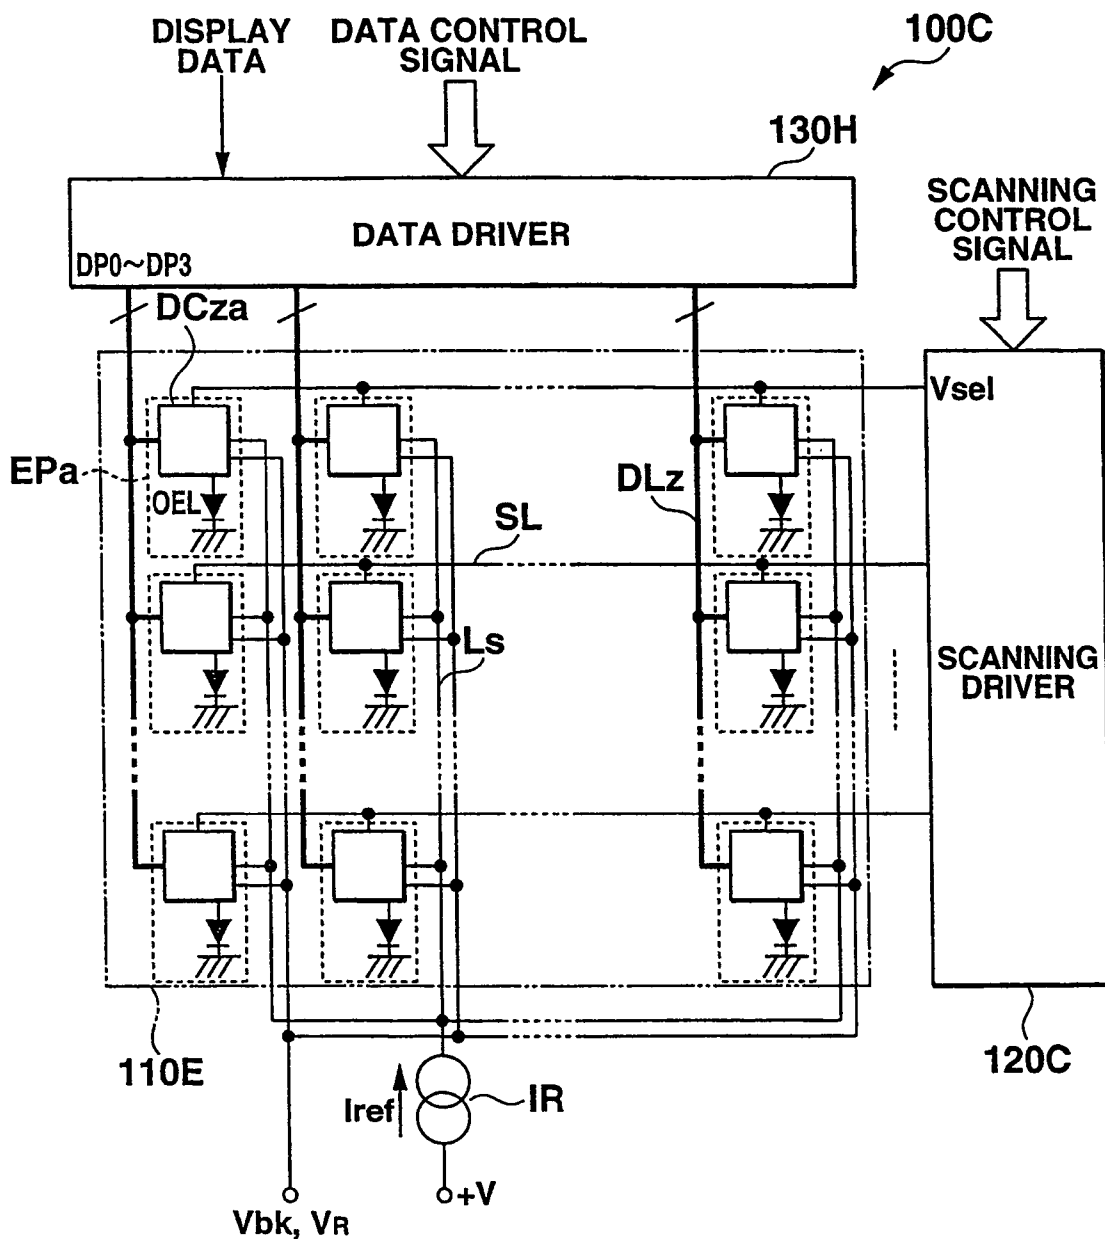 DISPLAY
DATA
DATA CONTROL
SIGNAL
100C
130H
DATA DRIVER
DP0~DP3
SCANNING
CONTROL
SIGNAL
DCza
Vsel
EPa
OEL
DLz
SL
Ls
SCANNING
DRIVER
110E
120C
Iref
IR
+V
Vbk, VR